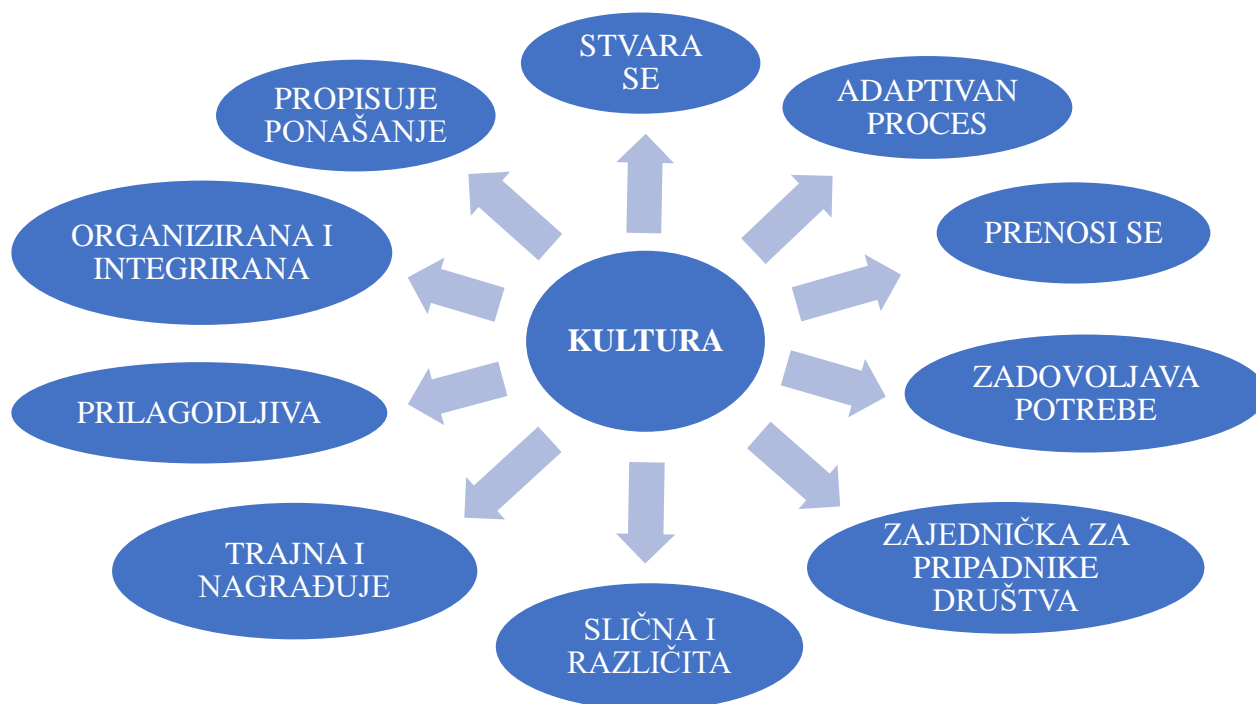 STVARA
SE
ADAPTIVAN
PROCES
PRENOSI SE
ZADOVOLJAVA
POTREBE
ZAJEDNIČKA ZA
PRIPADNIKE
DRUŠTVA
SLIČNA I
RAZLIČITA
TRAJNA I
NAGRAĐUJE
PRILAGODLJIVA
ORGANIZIRANA I
INTEGRIRANA
PROPISUJE
PONAŠANJE
KULTURA